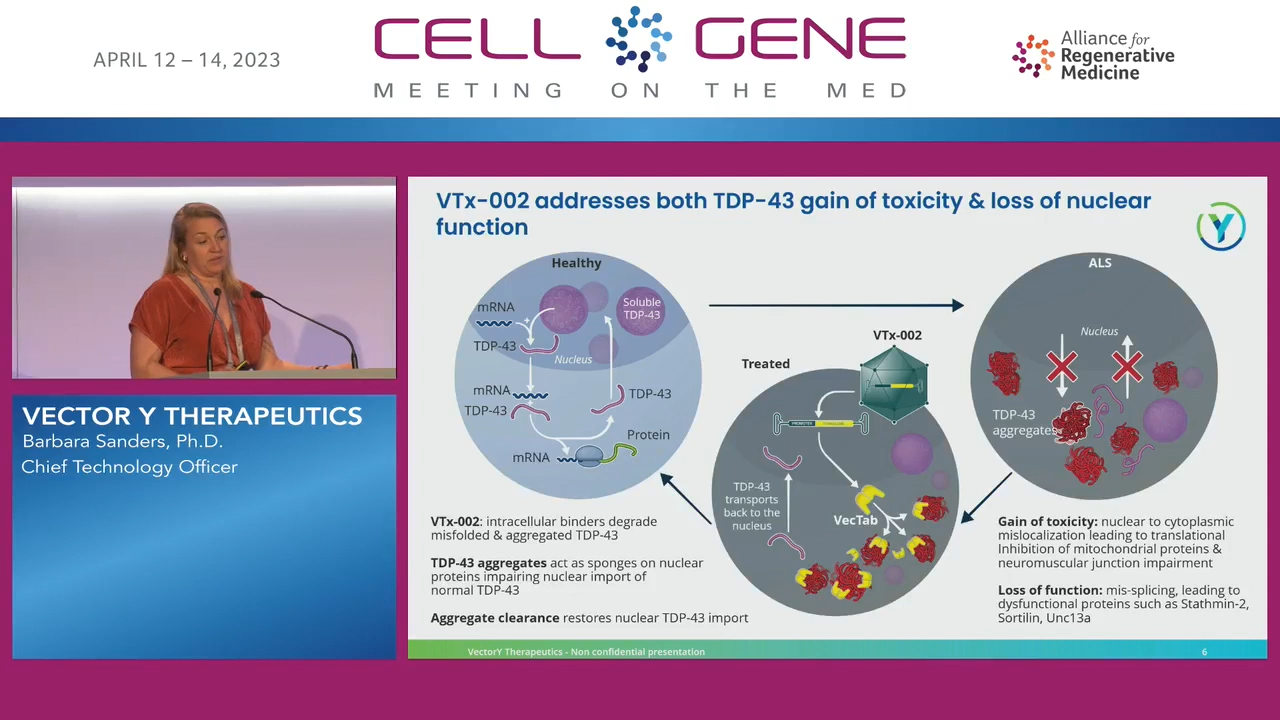 APRIL 12 – 14, 2023
CELL GENE
MEETING ON THE MED
Alliance for
Regenerative
Medicine
VECTOR Y THERAPEUTICS
Barbara Sanders, Ph.D.
Chief Technology Officer
VTx-002 addresses both TDP-43 gain of toxicity & loss of nuclear
function
Y
Healthy
mRNA
Soluble
TDP-43
TDP-43
Nucleus
mRNA
TDP-43
TDP-43
Protein
mRNA
Treated
VTx-002
PROMOTER
TDP-43
transports
back to the
nucleus
VecTab
ALS
Nucleus
TDP-43
aggregates
VTx-002: intracellular binders degrade
misfolded & aggregated TDP-43
TDP-43 aggregates act as sponges on nuclear
proteins impairing nuclear import of
normal TDP-43
Aggregate clearance restores nuclear TDP-43 import
Gain of toxicity: nuclear to cytoplasmic
mislocalization leading to translational
Inhibition of mitochondrial proteins &
neuromuscular junction impairment
Loss of function: mis-splicing, leading to
dysfunctional proteins such as Stathmin-2,
Sortilin, Unc13a
VectorY Therapeutics - Non confidential presentation
6